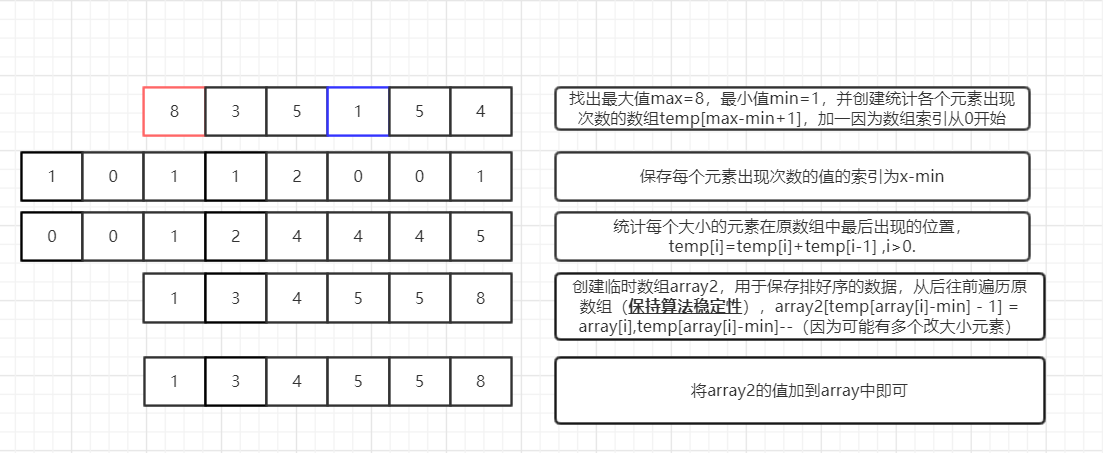 8 3 5 1 5 4
找出最大值max=8，最小值min=1，并创建统计各个元素出现
次数的数组temp[max-min+1]，加一因为数组索引从0开始
1 0 1 1 2 0 0 1
保存每个元素出现次数的值的索引为x-min
0 0 1 2 4 4 4 5
统计每个大小的元素在原数组中最后出现的位置，
temp[i]=temp[i]+temp[i-1] ,i>0.
1 3 4 5 5 8
创建临时数组array2，用于保存排好序的数据，从后往前遍历原
数组（保持算法稳定性），array2[temp[array[i]-min] - 1] =
array[i],temp[array[i]-min]--（因为可能有多个改大小元素）
1 3 4 5 5 8
将array2的值加到array中即可